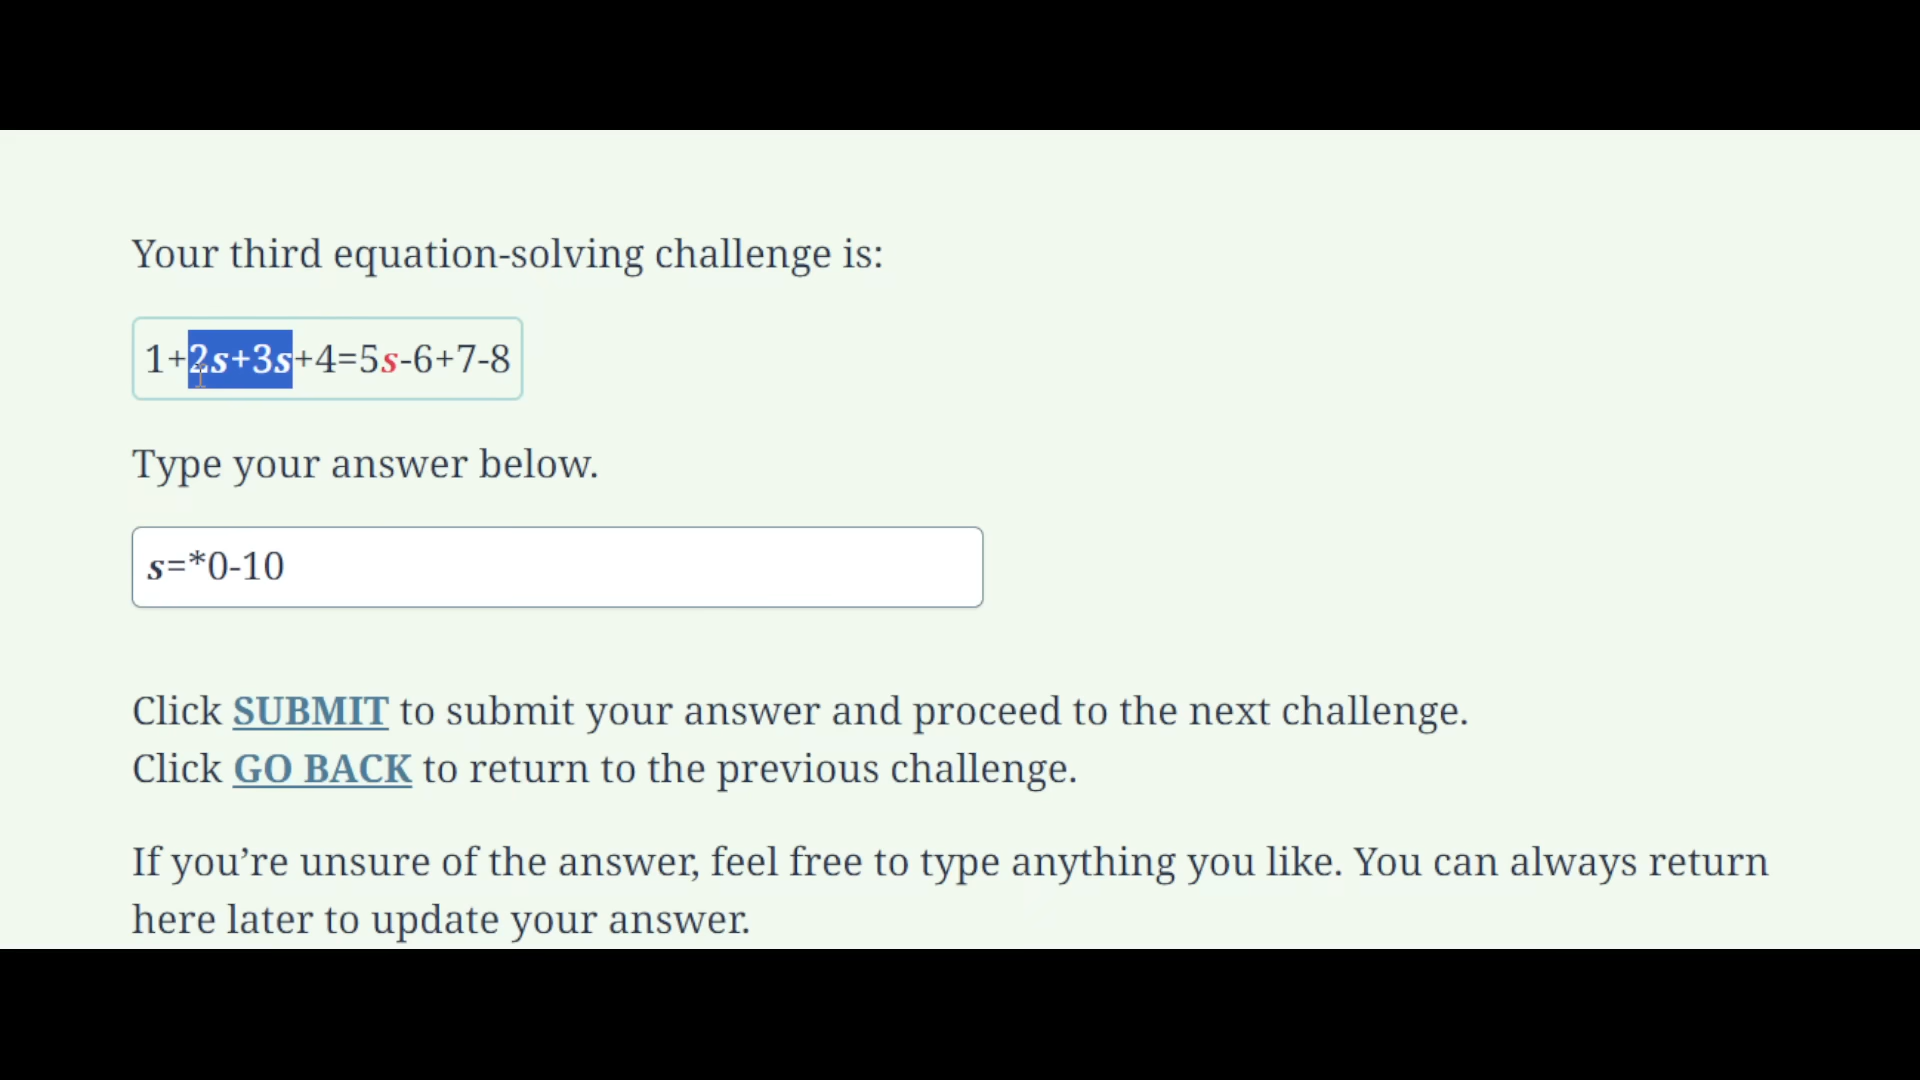 Your third equation-solving challenge is:
1+2s+3s+4=5s-6+7-8
Type your answer below.
s=*0-10
Click SUBMIT to submit your answer and proceed to the next challenge.
Click GO BACK to return to the previous challenge.
If you’re unsure of the answer, feel free to type anything you like. You can always return
here later to update your answer.